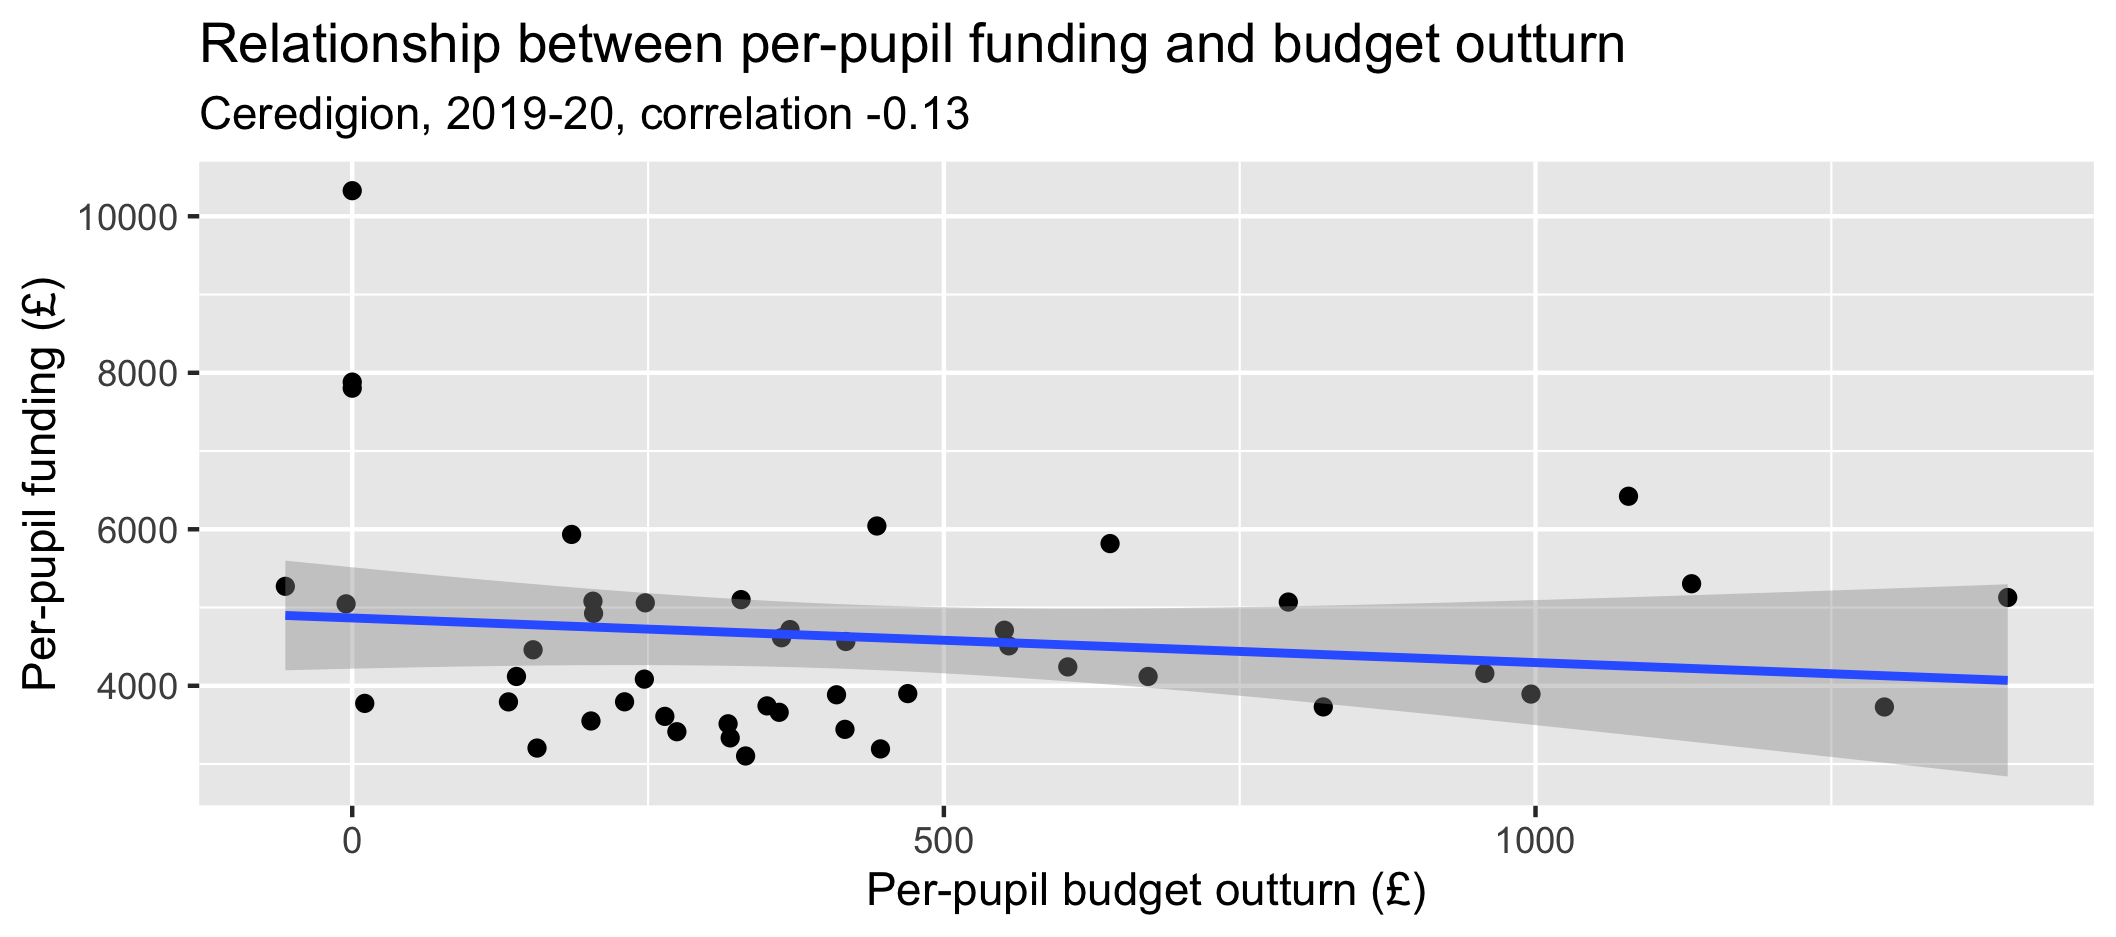 Relationship between per-pupil funding and budget outturn
Ceredigion, 2019-20, correlation -0.13
Per-pupil funding (£)
10000
8000
6000
4000
0
500
1000
Per-pupil budget outturn (£)